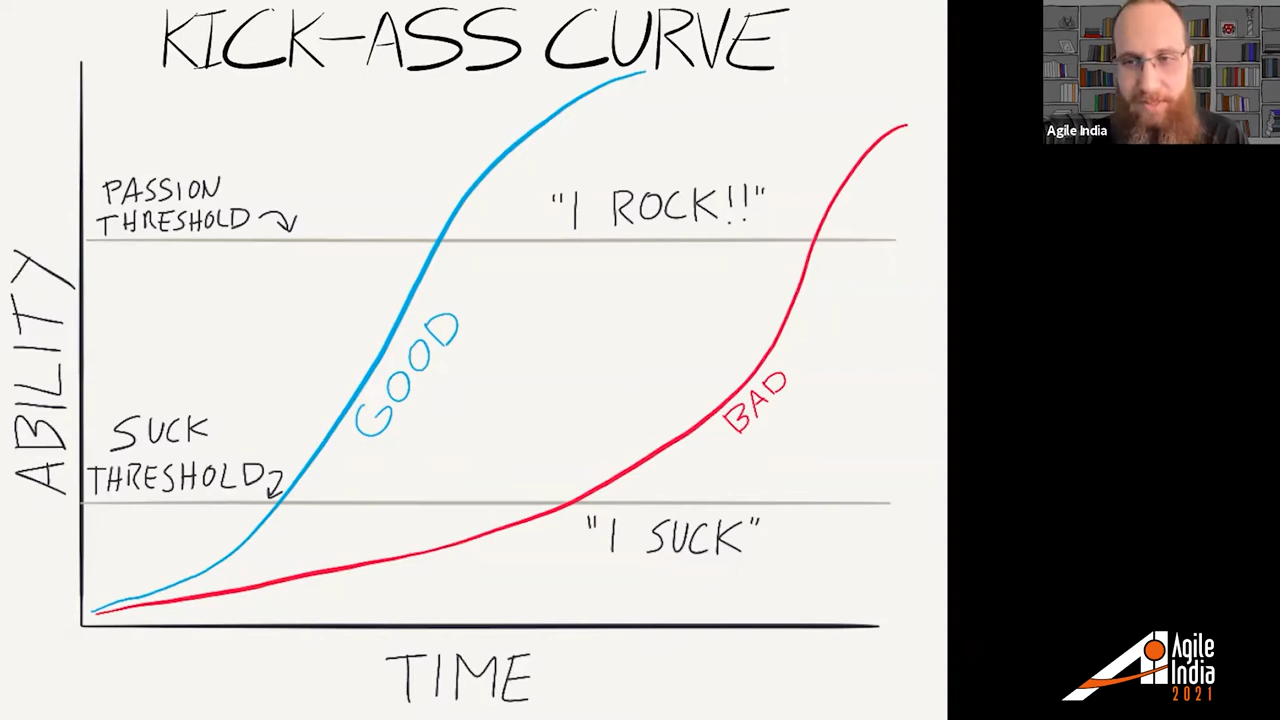 KICK-ASS CURVE
Agile India
PASSION
THRESHOLD
"I ROCK!!"
ABILITY
GOOD
BAD
SUCK
THRESHOLD
"I SUCK"
TIME
Agile
India
2021